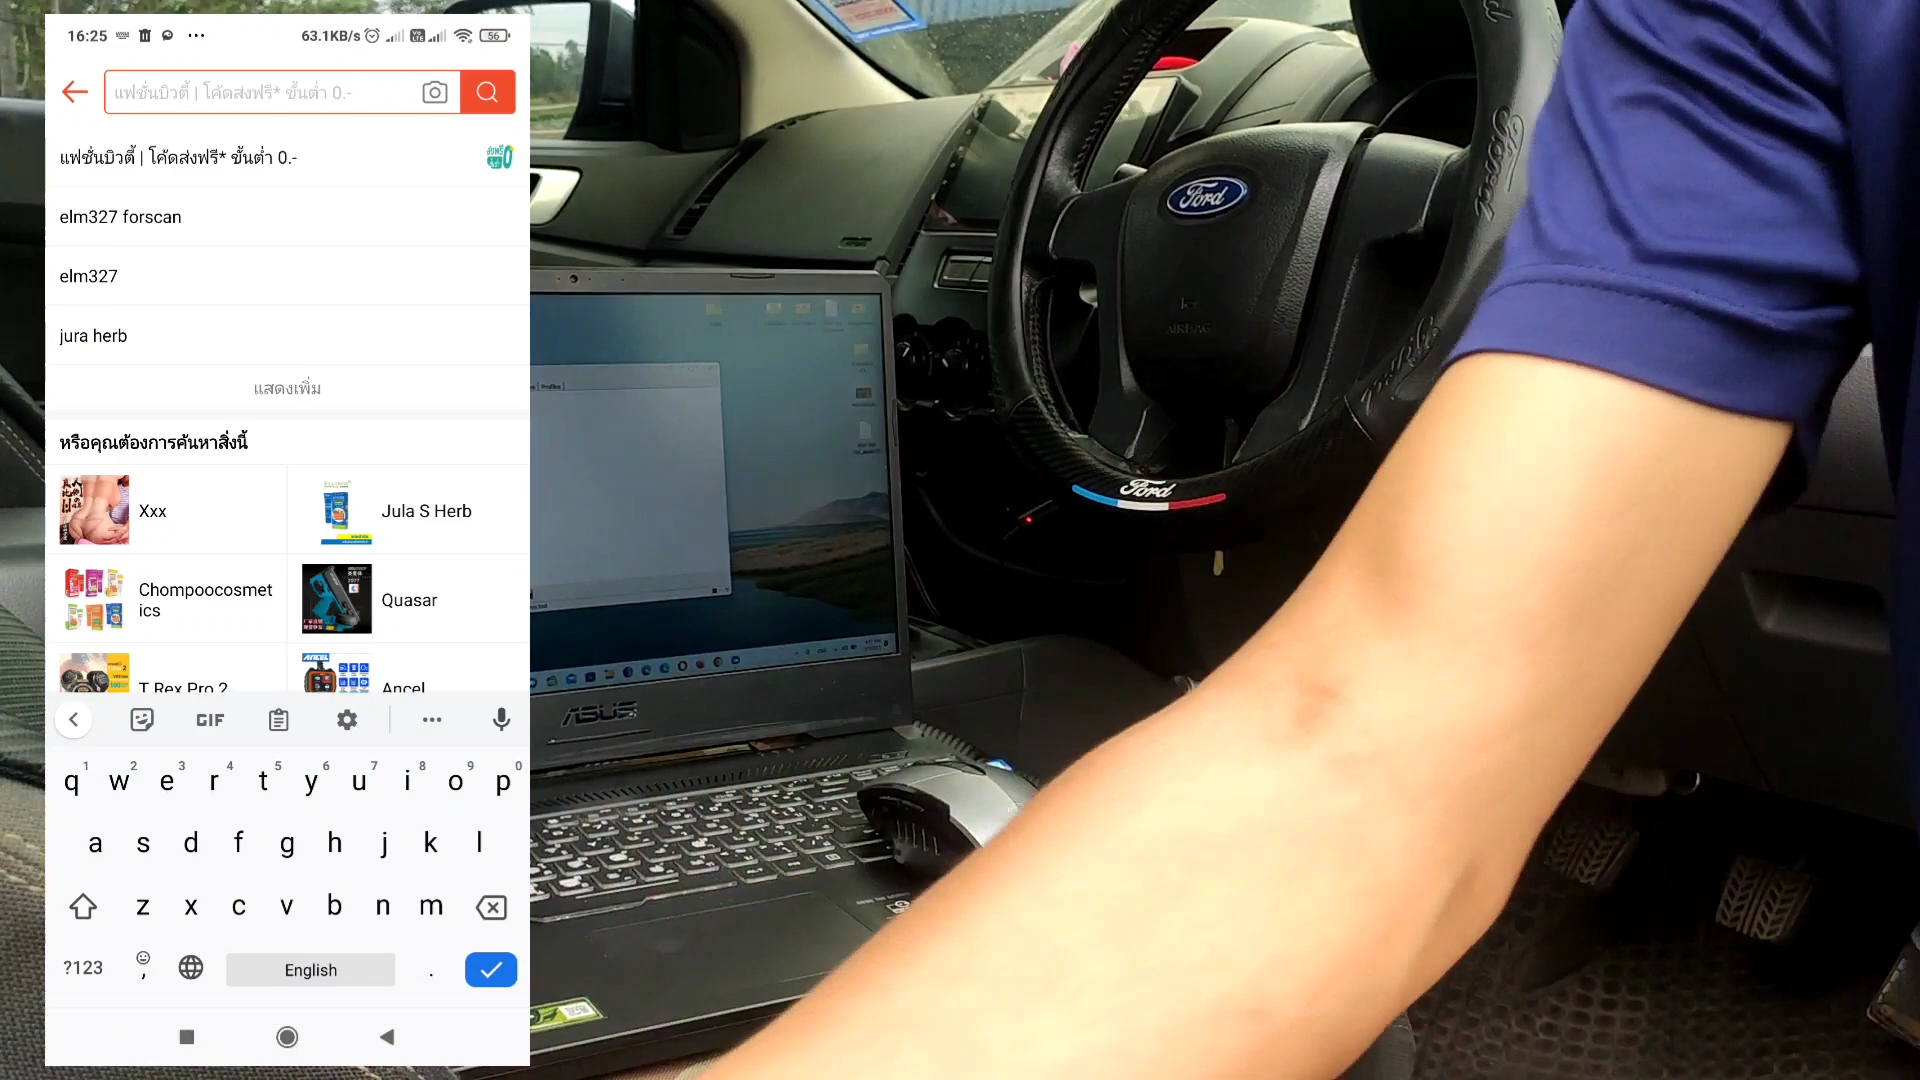 16:25
63.1KB/s
56
แฟชั่นบิวตี้ | โค้ดส่งฟรี* ขั้นต่ำ 0.-
แฟชั่นบิวตี้ | โค้ดส่งฟรี* ขั้นต่ำ 0.-
elm327 forscan
elm327
jura herb
แสดงเพิ่ม
หรือคุณต้องการค้นหาสิ่งนี้
Xxx
Jula S Herb
Chompoocosmet
ics
Quasar
T Rex Pro 2
Ancel
GIF
q w e r t y u i o p
1 2 3 4 5 6 7 8 9 0
a s d f g h j k l
z x c v b n m
?123 , English .
Ford
AIRBAG
Ford
Profiles
ASUS